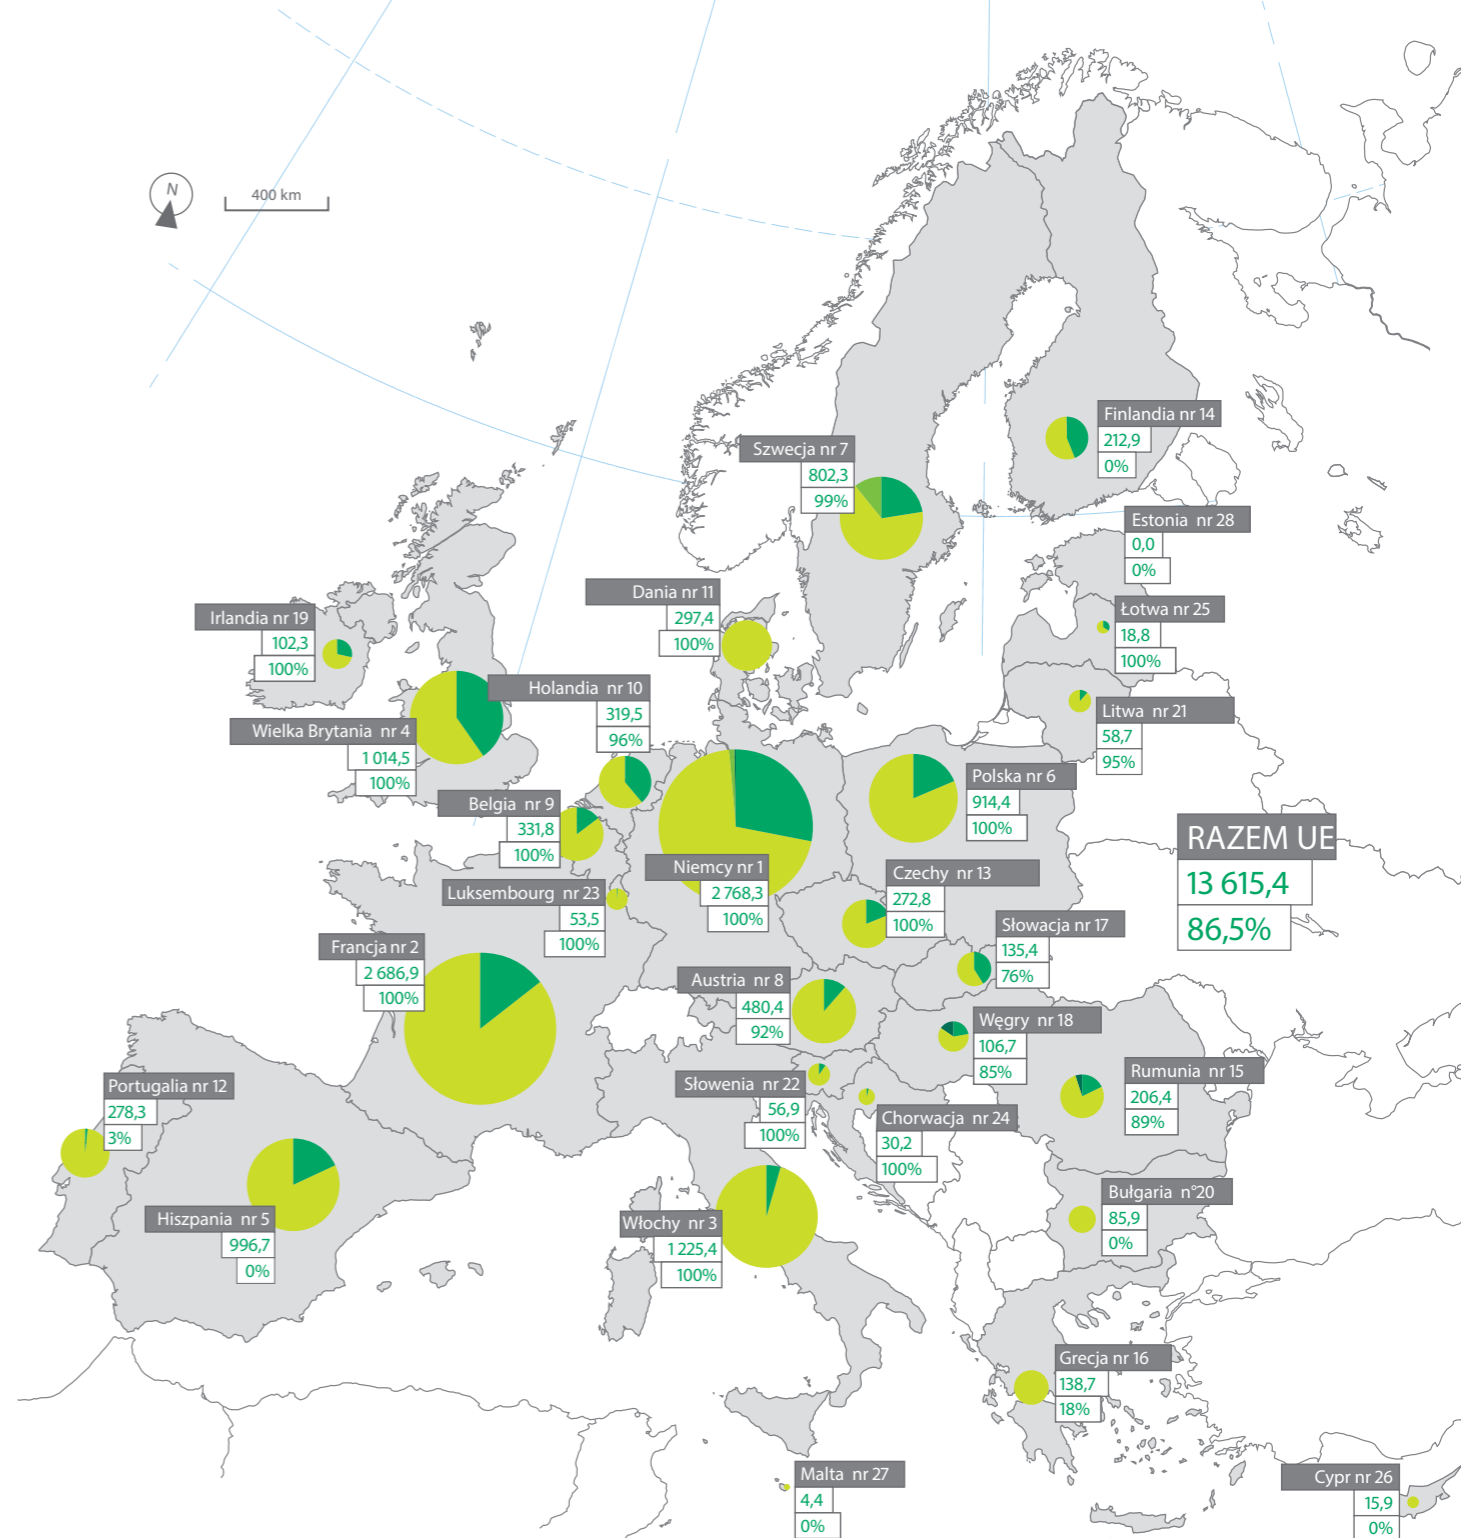 N
400 km
Finlandia nr 14
212,9
0%
Szwecja nr 7
802,3
99%
Estonia nr 28
0,0
0%
Dania nr 11
297,4
100%
Łotwa nr 25
18,8
100%
Irlandia nr 19
102,3
100%
Holandia nr 10
319,5
96%
Litwa nr 21
58,7
95%
Wielka Brytania nr 4
1 014,5
100%
Polska nr 6
914,4
100%
Belgia nr 9
331,8
100%
RAZEM UE
13 615,4
86,5%
Niemcy nr 1
2 768,3
100%
Czechy nr 13
272,8
100%
Luksembourg nr 23
53,5
100%
Słowacja nr 17
135,4
76%
Francja nr 2
2 686,9
100%
Austria nr 8
480,4
92%
Węgry nr 18
106,7
85%
Rumunia nr 15
206,4
89%
Portugalia nr 12
278,3
3%
Słowenia nr 22
56,9
100%
Chorwacja nr 24
30,2
100%
Bułgaria n°20
85,9
0%
Hiszpania nr 5
996,7
0%
Włochy nr 3
1 225,4
100%
Grecja nr 16
138,7
18%
Malta nr 27
4,4
0%
Cypr nr 26
15,9
0%